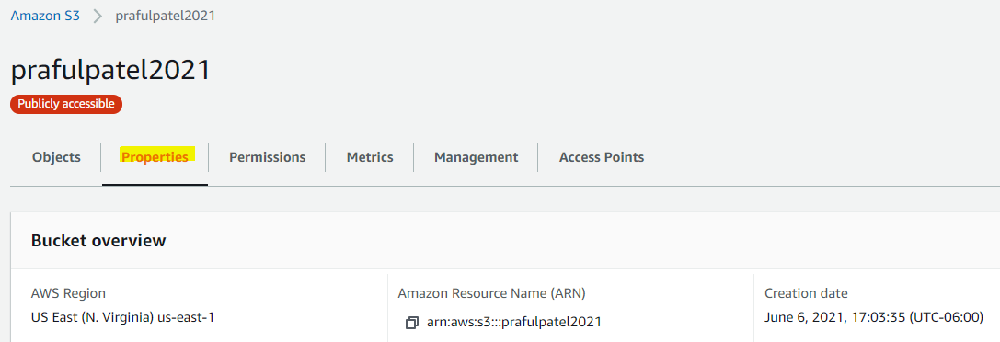 Amazon S3 > prafulpatel2021
prafulpatel2021
Publicly accessible
Objects Properties Permissions Metrics Management Access Points
Bucket overview
AWS Region Amazon Resource Name (ARN) Creation date
US East (N. Virginia) us-east-1 arn:aws:s3:::prafulpatel2021 June 6, 2021, 17:03:35 (UTC-06:00)